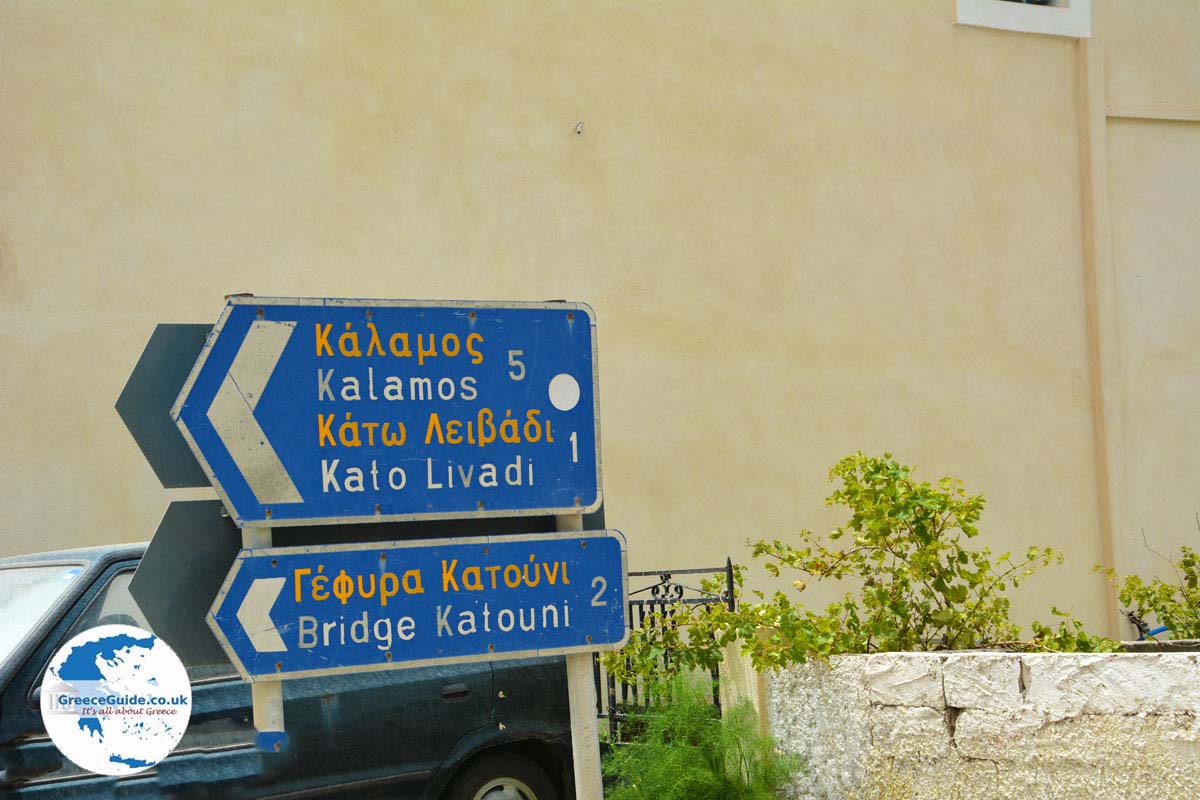 Κάλαμος
Kalamos 5
Κάτω Λειβάδι
Kato Livadi 1
Γέφυρα Κατούνι
Bridge Katouni 2
GreeceGuide.co.uk
It's all about Greece